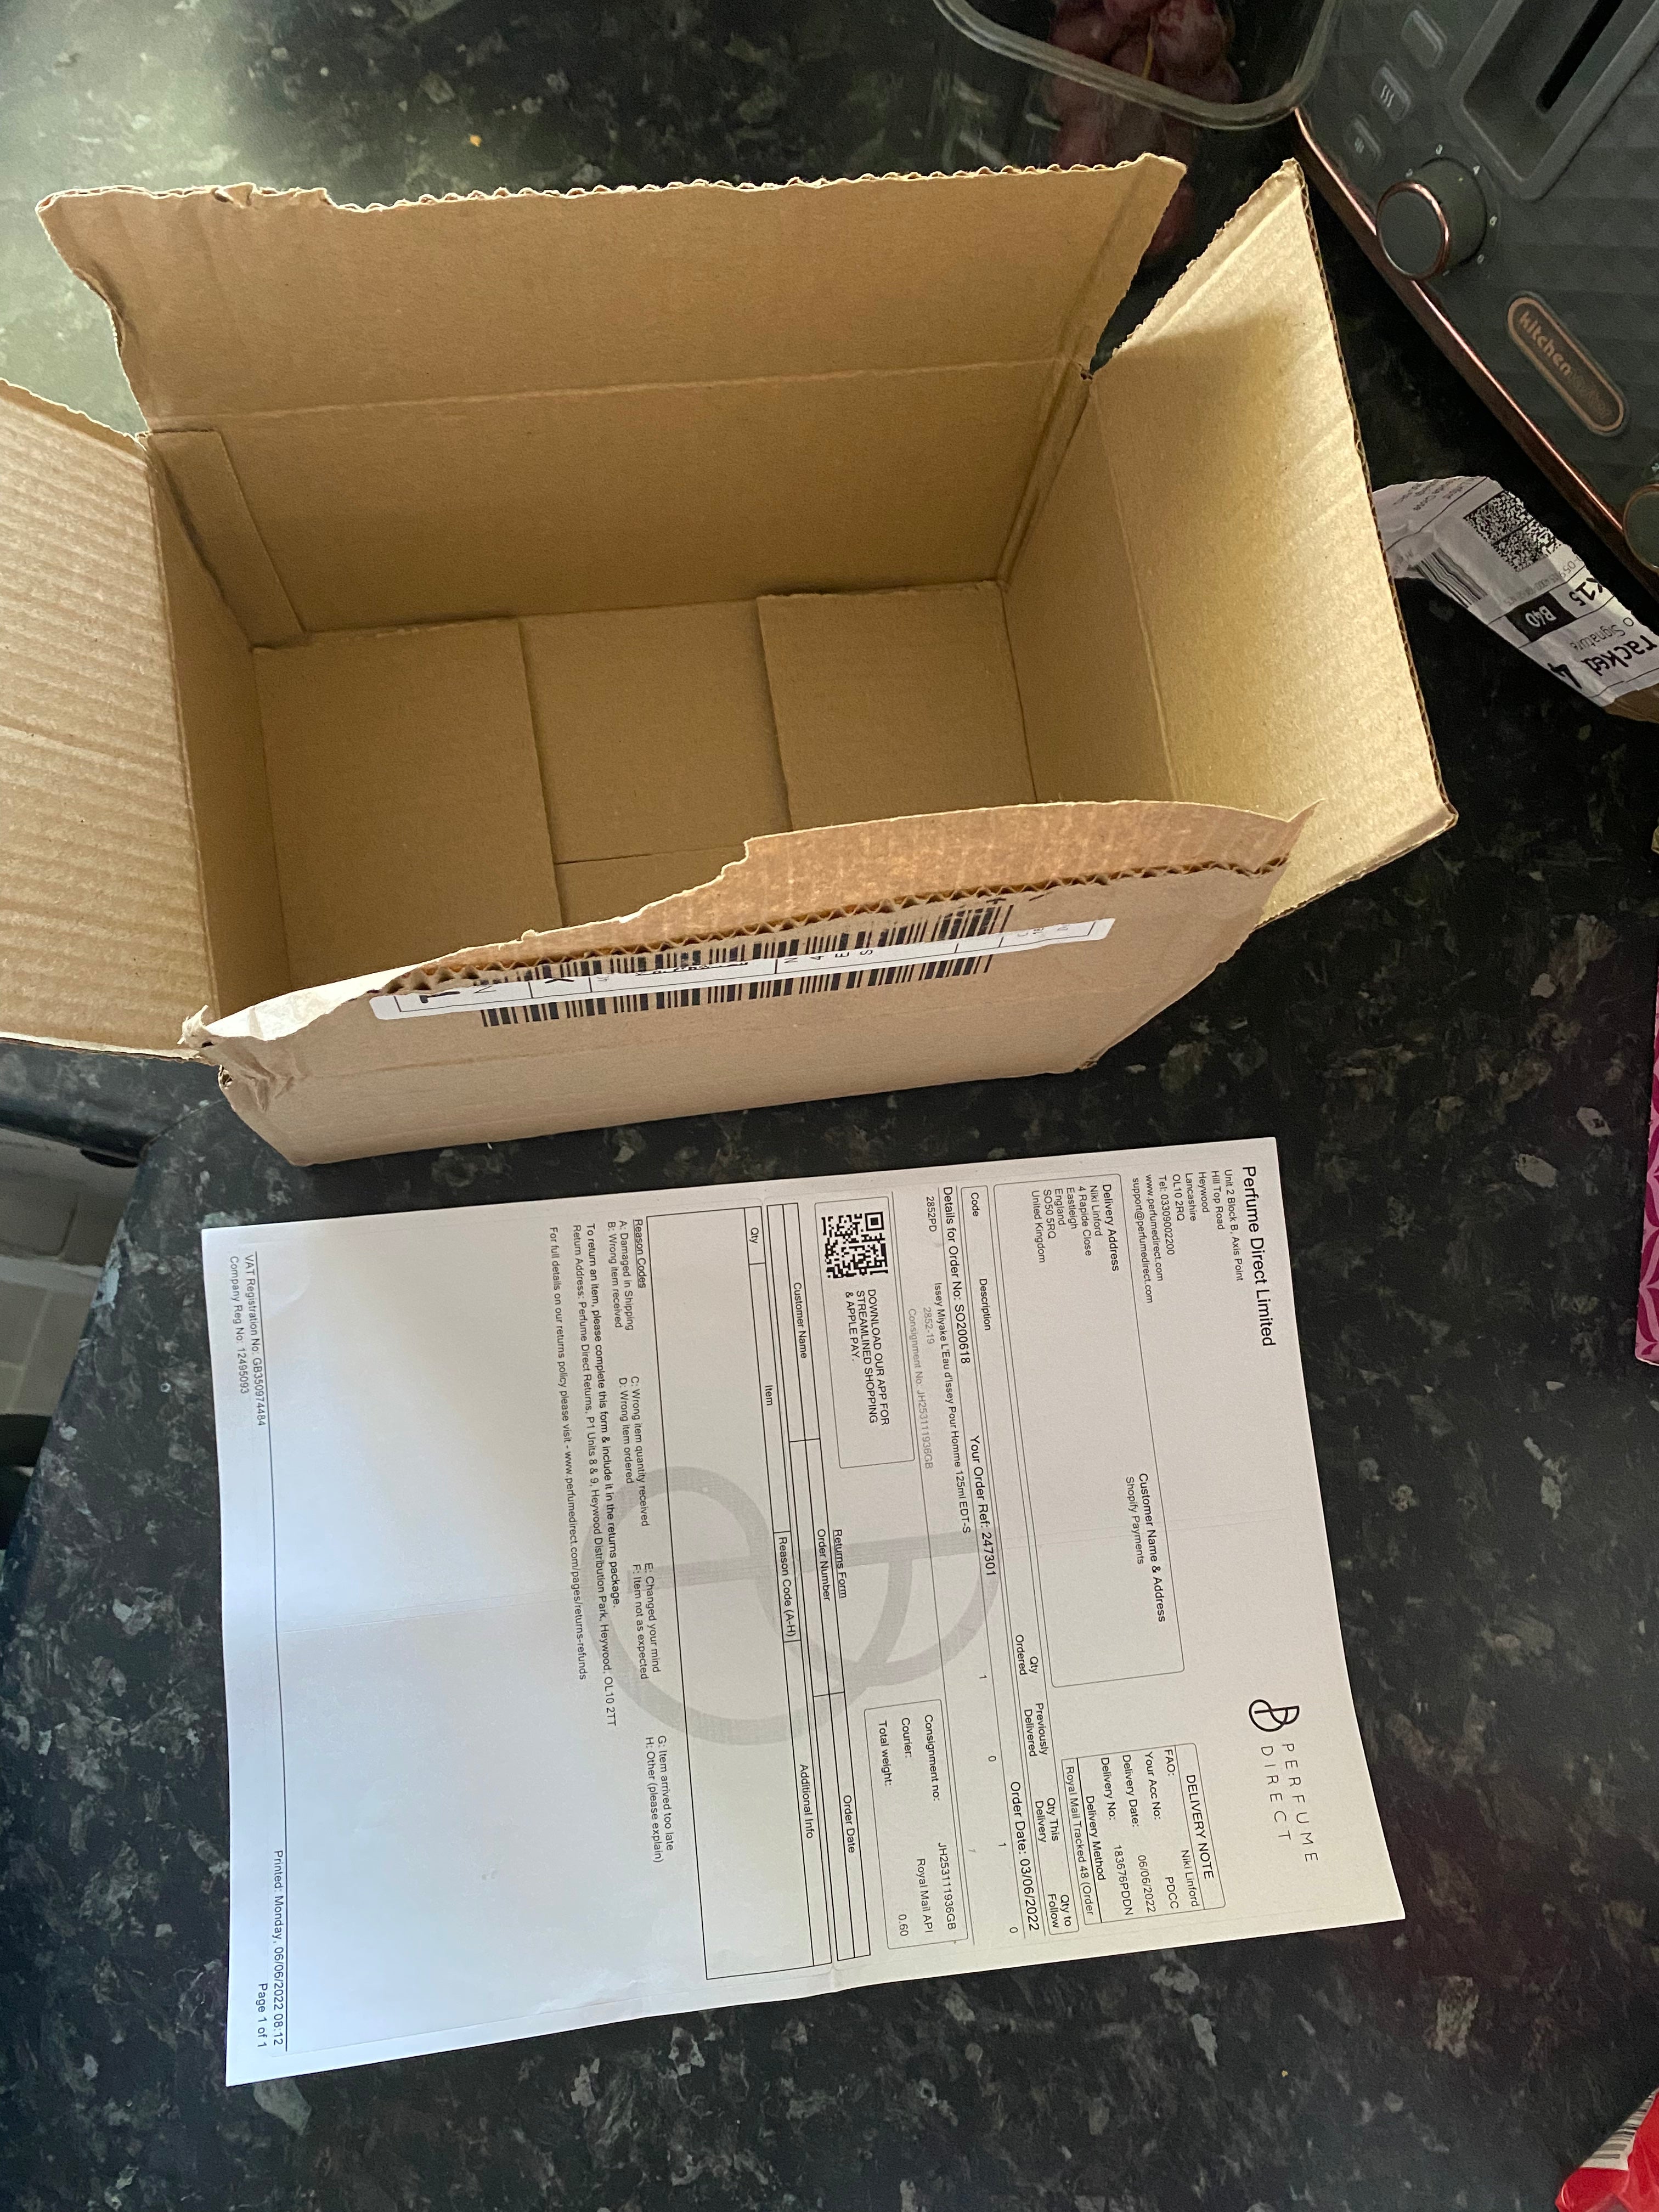 Perfume Direct Limited
Unit 2 Block B, Axis Point
Hill Top Road
Heywood
Lancashire
OL10 2RQ
Tel: 03309002200
www.perfumedirect.com
support@perfumedirect.com
PERFUME
DIRECT
DELIVERY NOTE
FAO: Niki Linford
Your Acc No: PDCC
Delivery Date: 06/06/2022
Delivery No: 183676PDDN
Delivery Method
Royal Mail Tracked 48 (Order
Customer Name & Address
Shopify Payments
Delivery Address
Niki Linford
4 Rapide Close
Eastleigh
England
SO50 5RQ
United Kingdom
Details for Order No: SO200618 Your Order Ref: 247301 Order Date: 03/06/2022
Code Description Qty Ordered Previously Delivered Qty This Delivery Qty to Follow
2852PD Issey Miyake L'Eau d'Issey Pour Homme 125ml EDT-S 1 0 1 0
2852-19
Consignment No. JH253111936GB
DOWNLOAD OUR APP FOR
STREAMLINED SHOPPING
& APPLE PAY.
Consignment no: JH253111936GB
Courier: Royal Mail API
Total weight: 0.60
Returns Form
Customer Name Order Number Order Date
Qty Item Reason Code (A-H) Additional Info
Reason Codes
A: Damaged in Shipping C: Wrong item quantity received E: Changed your mind G: Item arrived too late
B: Wrong item received D: Wrong item ordered F: Item not as expected H: Other (please explain)
To return an item, please complete this form & include it in the returns package.
Return Address: Perfume Direct Returns, P1 Units 8 & 9, Heywood Distribution Park, Heywood, OL10 2TT
For full details on our returns policy please visit - www.perfumedirect.com/pages/returns-refunds
VAT Registration No: GB350974484
Company Reg No: 12495093
Printed: Monday, 06/06/2022 08:12
Page 1 of 1
kitchen
racked 4
Signature
B40
3
4
5
6